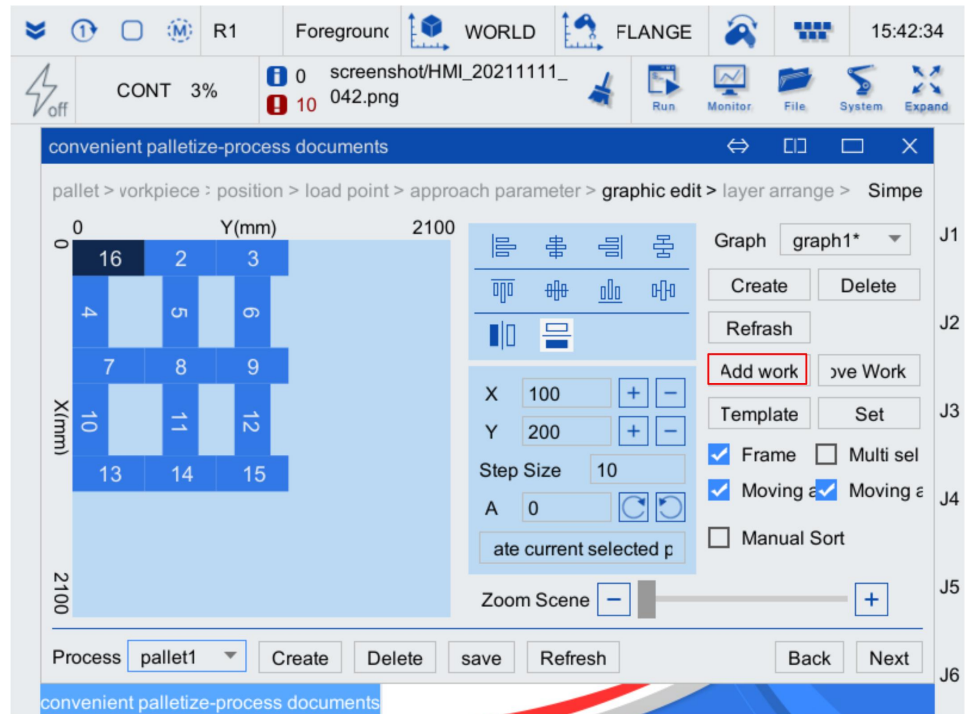 1 M R1 Foreground WORLD FLANGE 15:42:34
off CONT 3% 0 screenshot/HMI_20211111_
10 042.png Run Monitor File System Expand
convenient palletize-process documents
pallet > vorkpiece : position > load point > approach parameter > graphic edit > layer arrange > Simpe
0 Y(mm) 2100
0
16 2 3
4 5 6
7 8 9
10 11 12
13 14 15
X(mm)
2100
X 100 + −
Y 200 + −
Step Size 10
A 0
ate current selected p
Zoom Scene − +
Graph graph1*
Create Delete
Refrash
Add work ove Work
Template Set
Frame Multi sel
Moving a Moving a
Manual Sort
J1
J2
J3
J4
J5
J6
Process pallet1 Create Delete save Refresh Back Next
convenient palletize-process documents